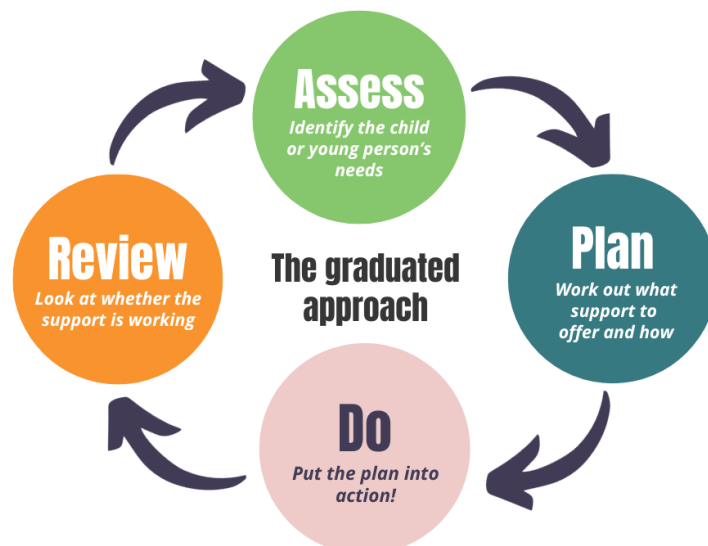 Assess
Identify the child
or young person's
needs
Plan
Work out what
support to
offer and how
Do
Put the plan into
action!
Review
Look at whether the
support is working
The graduated
approach